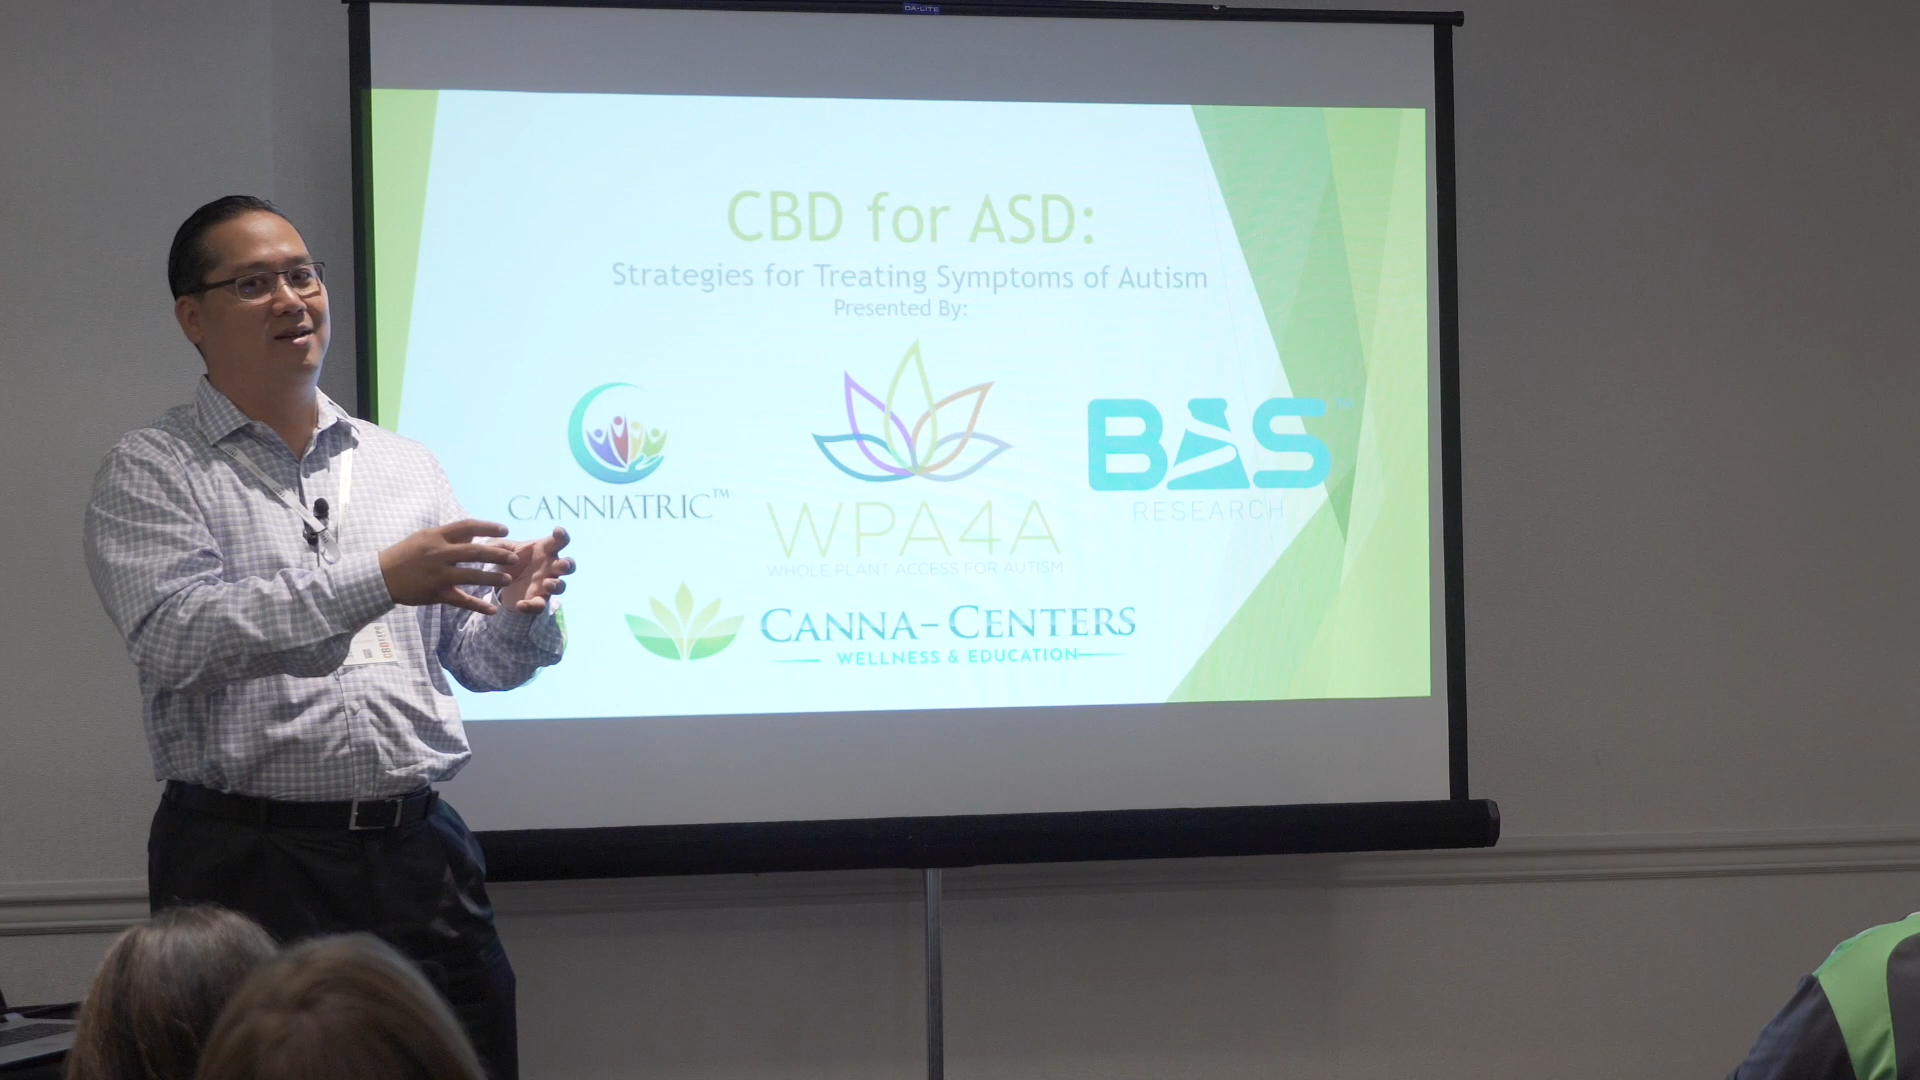 DA-LITE
CBD for ASD:
Strategies for Treating Symptoms of Autism
Presented By:
CANNIATRIC™
WPA4A
WHOLE PLANT ACCESS FOR AUTISM
BAS™
RESEARCH
CANNA-CENTERS
WELLNESS & EDUCATION